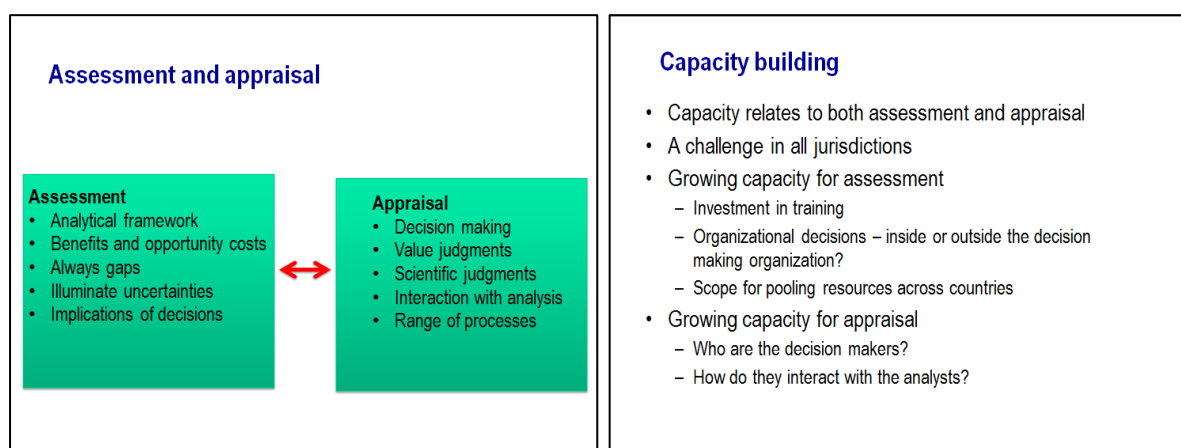 Assessment and appraisal
Assessment
• Analytical framework
• Benefits and opportunity costs
• Always gaps
• Illuminate uncertainties
• Implications of decisions
Appraisal
• Decision making
• Value judgments
• Scientific judgments
• Interaction with analysis
• Range of processes
Capacity building
• Capacity relates to both assessment and appraisal
• A challenge in all jurisdictions
• Growing capacity for assessment
– Investment in training
– Organizational decisions – inside or outside the decision
making organization?
– Scope for pooling resources across countries
• Growing capacity for appraisal
– Who are the decision makers?
– How do they interact with the analysts?